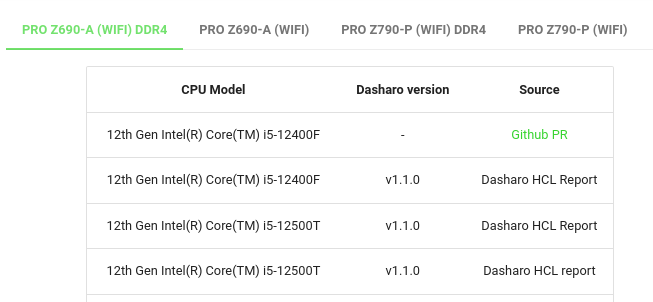 PRO Z690-A (WIFI) DDR4 PRO Z690-A (WIFI) PRO Z790-P (WIFI) DDR4 PRO Z790-P (WIFI)
CPU Model Dasharo version Source
12th Gen Intel(R) Core(TM) i5-12400F - Github PR
12th Gen Intel(R) Core(TM) i5-12400F v1.1.0 Dasharo HCL Report
12th Gen Intel(R) Core(TM) i5-12500T v1.1.0 Dasharo HCL Report
12th Gen Intel(R) Core(TM) i5-12500T v1.1.0 Dasharo HCL report